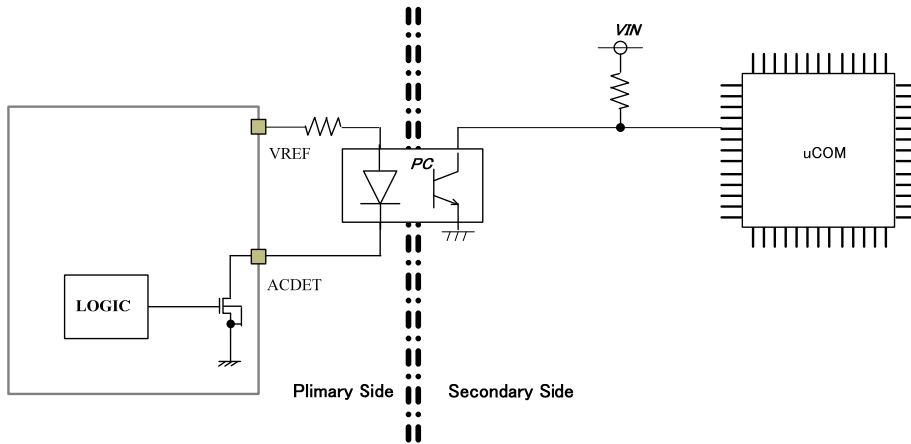 VIN
uCOM
VREF
PC
ACDET
LOGIC
Plimary Side
Secondary Side